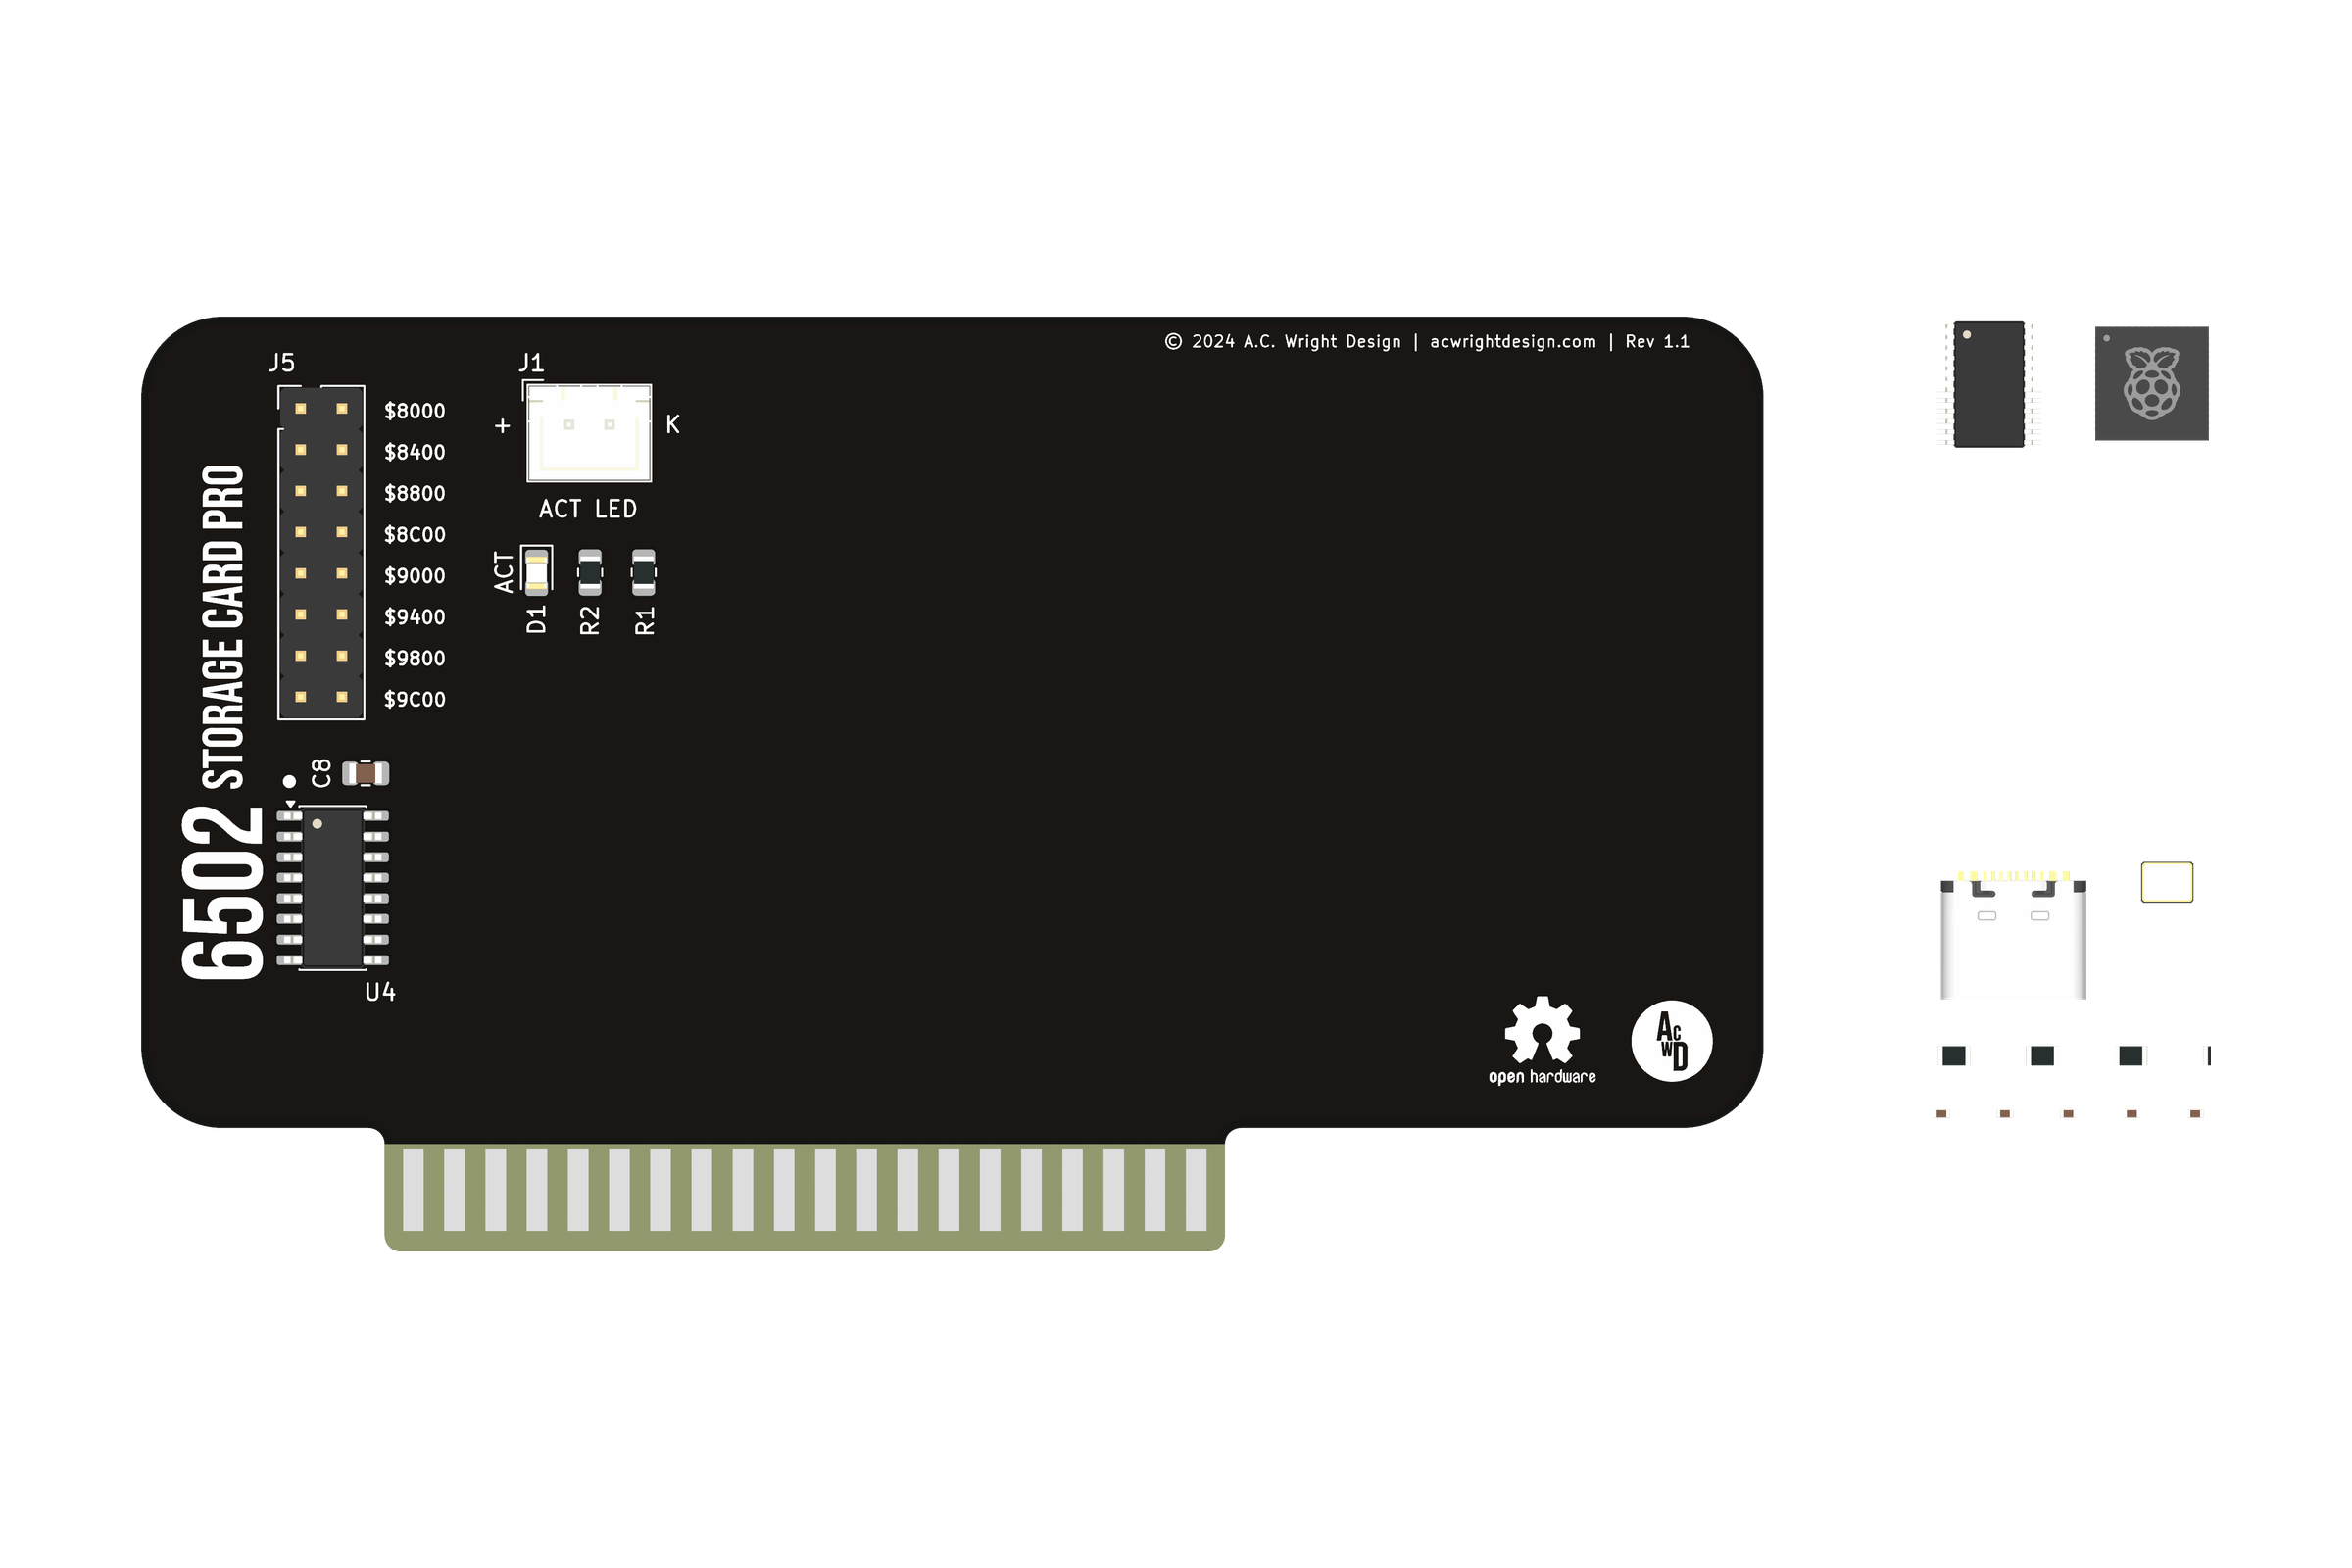 © 2024 A.C. Wright Design | acwrightdesign.com | Rev 1.1
J5
J1
$8000
+
K
$8400
$8800
ACT LED
$8C00
ACT
$9000
D1
R2
R1
$9400
$9800
$9C00
6502 STORAGE CARD PRO
C8
U4
open hardware
ACWD